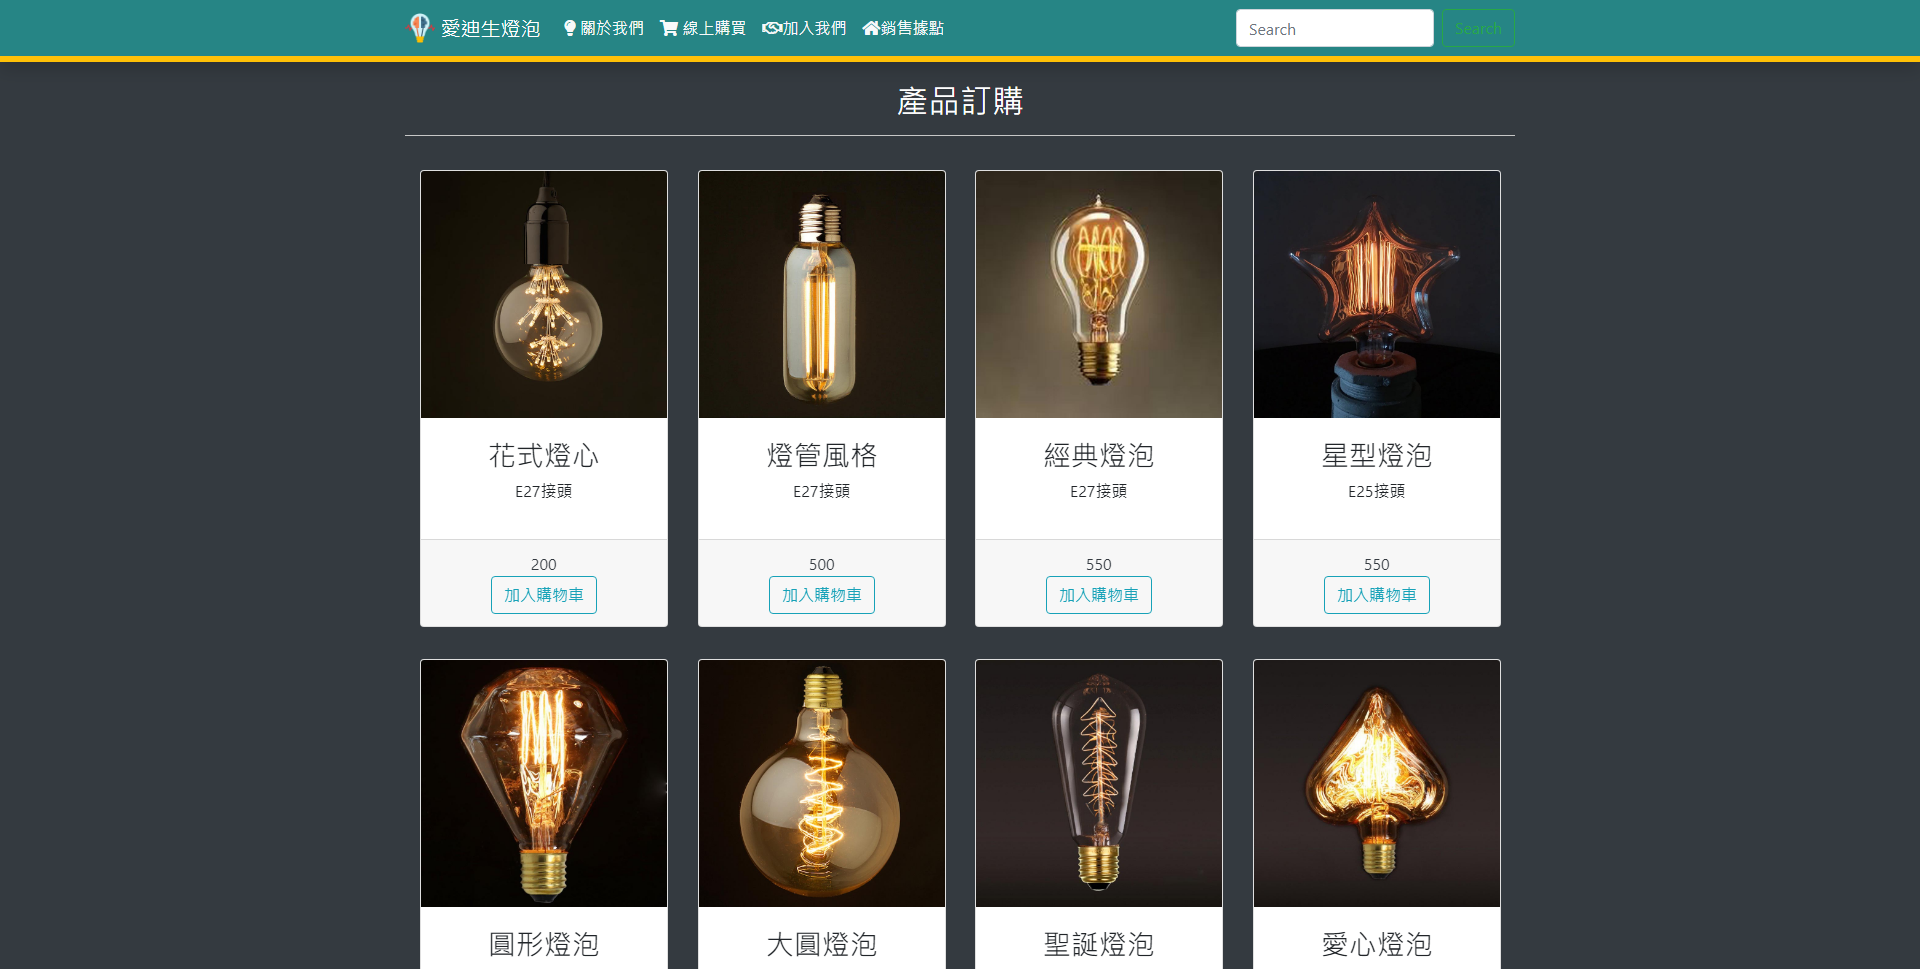 愛迪生燈泡 關於我們 線上購買 加入我們 銷售據點 Search Search
產品訂購
花式燈心 燈管風格 經典燈泡 星型燈泡
E27接頭 E27接頭 E27接頭 E25接頭
200 500 550 550
加入購物車 加入購物車 加入購物車 加入購物車
圓形燈泡 大圓燈泡 聖誕燈泡 愛心燈泡